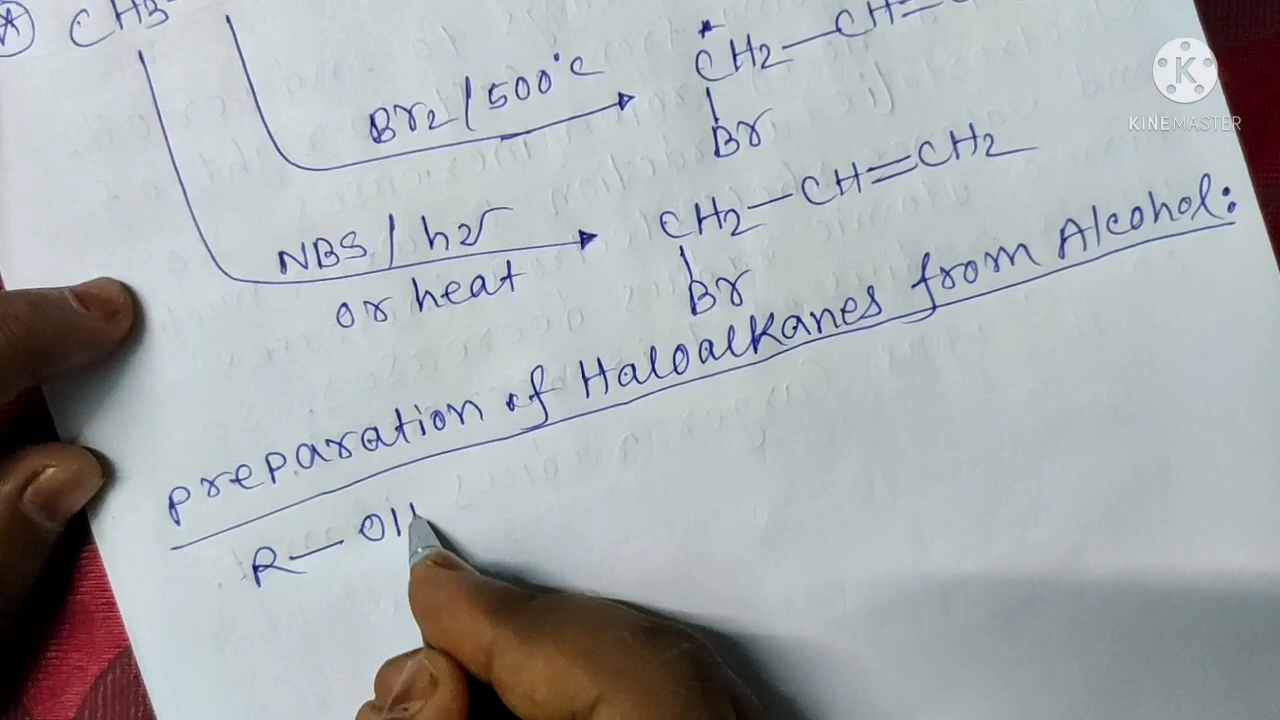 A CH3
Br2/500°C
*CH2—CH=
Br
NBS/hν
or heat
CH2—CH=CH2
Br
preparation of Haloalkanes from Alcohol:
R—OH
KINEMASTER